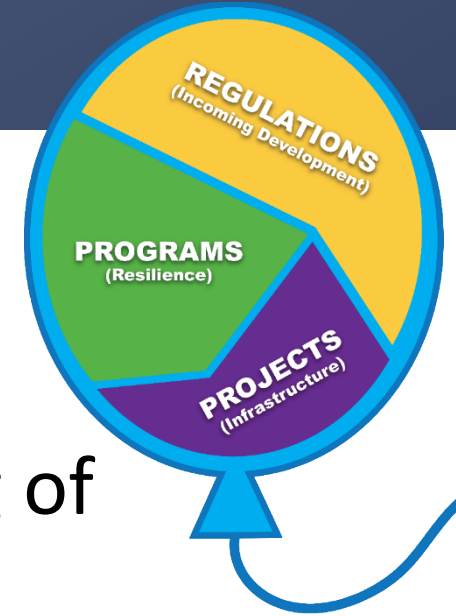 REGULATIONS
(Incoming Development)
PROGRAMS
(Resilience)
PROJECTS
(Infrastructure)
of